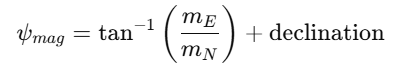 ψ_mag = tan⁻¹ (m_E / m_N) + declination